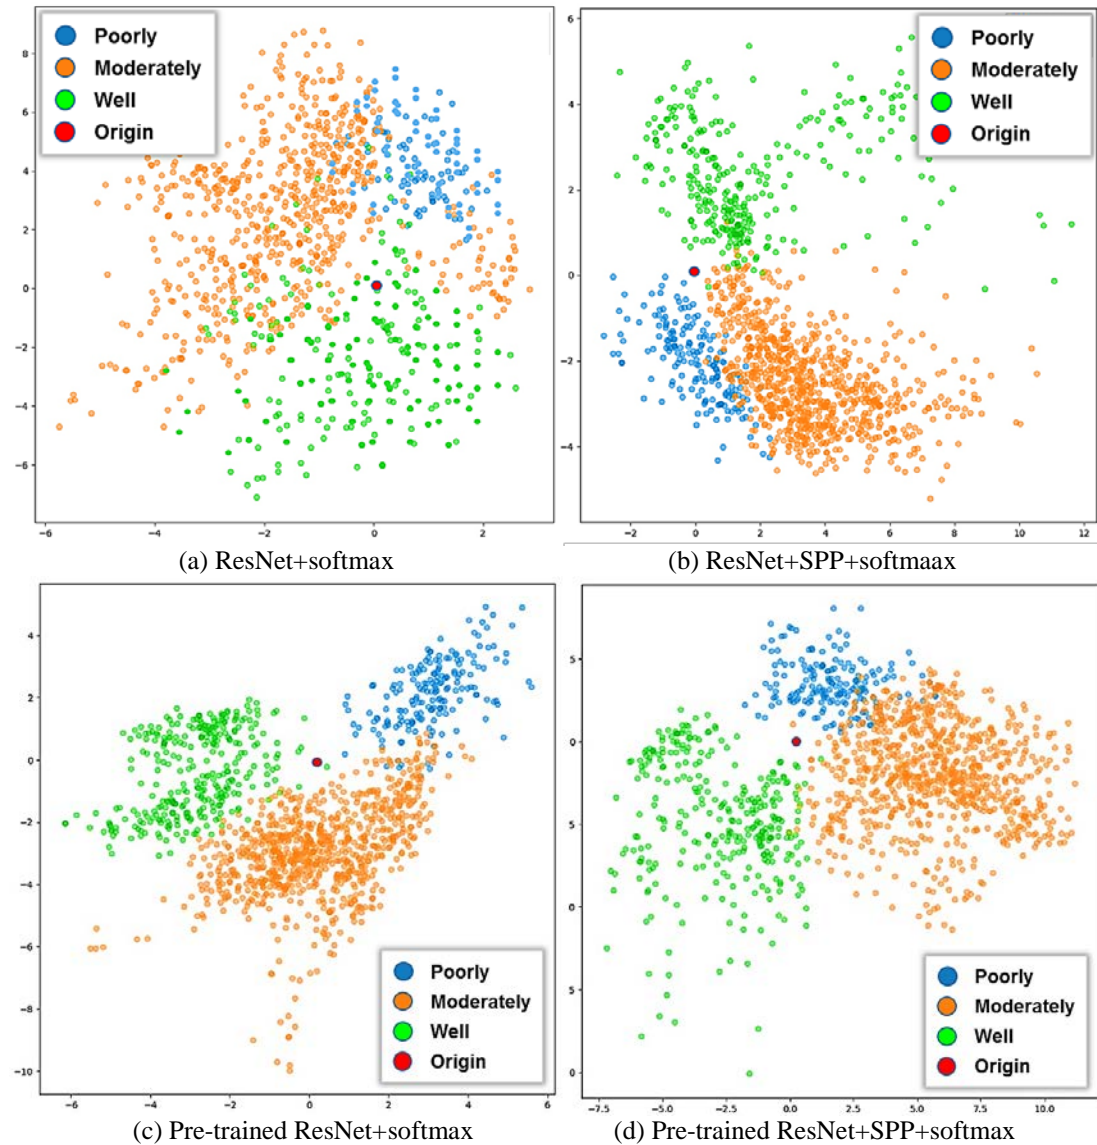 Poorly
Moderately
Well
Origin
8
6
4
2
0
−2
−4
−6
−6 −4 −2 0 2
(a) ResNet+softmax
Poorly
Moderately
Well
Origin
6
4
2
0
−2
−4
−2 0 2 4 6 8 10 12
(b) ResNet+SPP+softmaax
Poorly
Moderately
Well
Origin
4
2
0
−2
−4
−6
−8
−10
−6 −4 −2 0 2 4 6
(c) Pre-trained ResNet+softmax
Poorly
Moderately
Well
Origin
5
0
5
0
5
0
−7.5 −5.0 −2.5 0.0 2.5 5.0 7.5 10.0
(d) Pre-trained ResNet+SPP+softmax